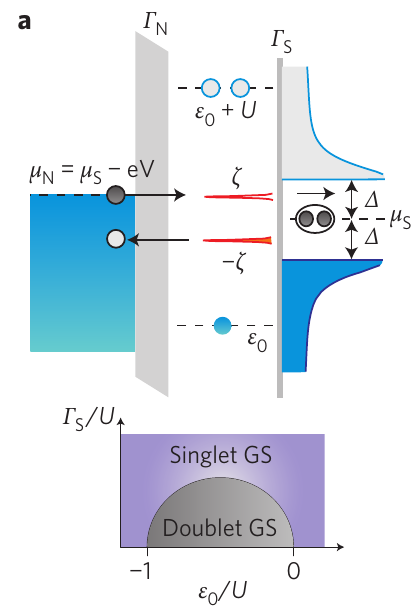 a
Γ_N
Γ_S
ε_0 + U
μ_N = μ_S – eV
ζ
Δ
μ_S
–ζ
Δ
ε_0
Γ_S/U
Singlet GS
Doublet GS
–1
0
ε_0/U